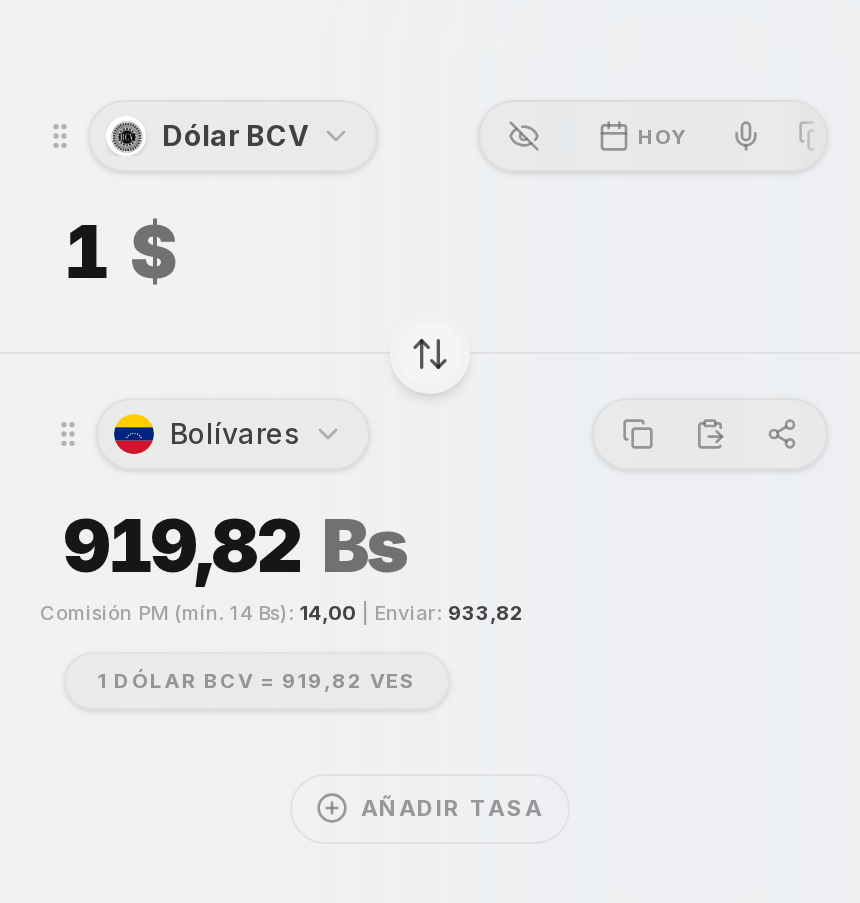 Dólar BCV
HOY
1 $
Bolívares
919,82 Bs
Comisión PM (mín. 14 Bs): 14,00 | Enviar: 933,82
1 DÓLAR BCV = 919,82 VES
AÑADIR TASA